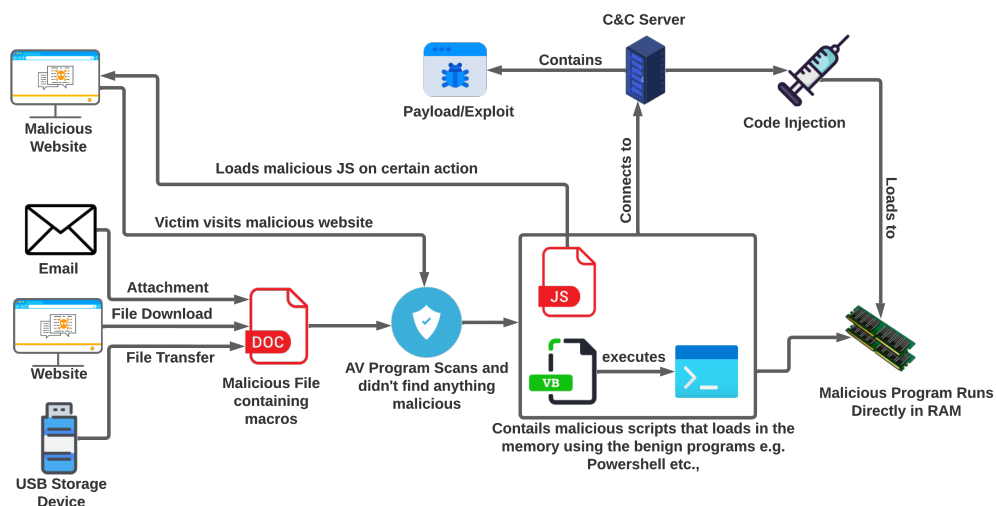 C&C Server
Contains
Payload/Exploit
Code Injection
Malicious
Website
Loads malicious JS on certain action
Connects to
Loads to
Victim visits malicious website
Email
Attachment
File Download
File Transfer
Website
DOC
Malicious File
containing
macros
AV Program Scans and
didn't find anything
malicious
JS
VB
executes
Contails malicious scripts that loads in the
memory using the benign programs e.g.
Powershell etc.,
Malicious Program Runs
Directly in RAM
USB Storage
Device